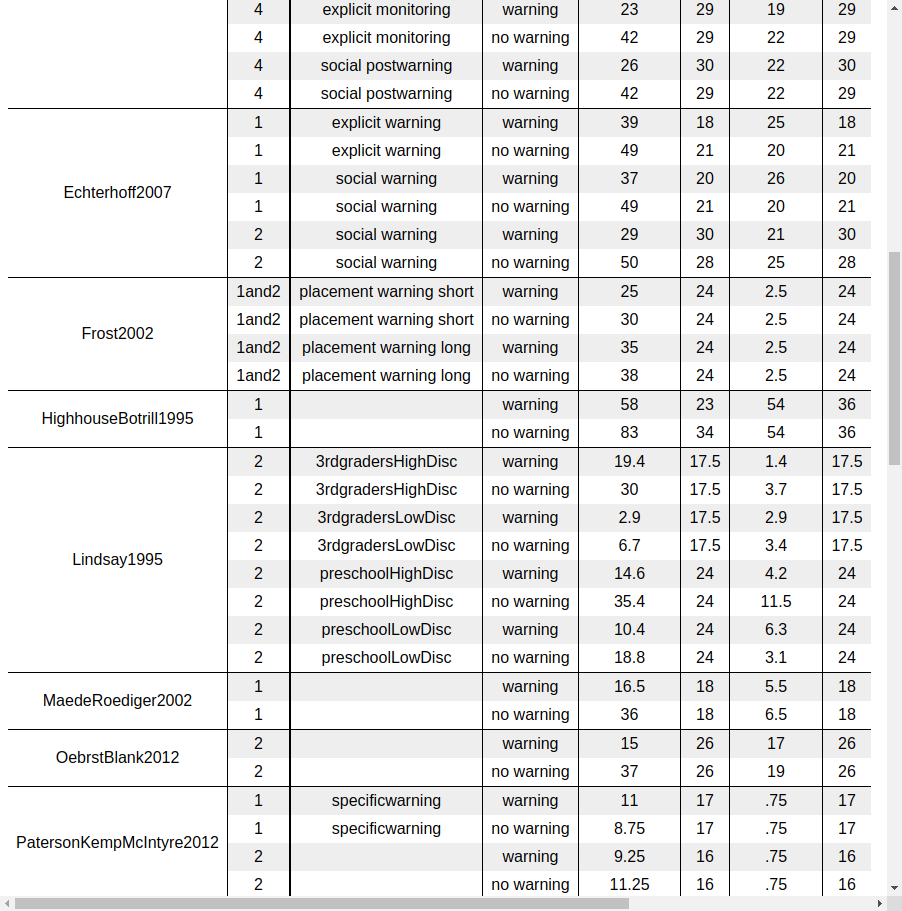 4 explicit monitoring warning 23 29 19 29
4 explicit monitoring no warning 42 29 22 29
4 social postwarning warning 26 30 22 30
4 social postwarning no warning 42 29 22 29
1 explicit warning warning 39 18 25 18
1 explicit warning no warning 49 21 20 21
1 social warning warning 37 20 26 20
Echterhoff2007
1 social warning no warning 49 21 20 21
2 social warning warning 29 30 21 30
2 social warning no warning 50 28 25 28
1and2 placement warning short warning 25 24 2.5 24
1and2 placement warning short no warning 30 24 2.5 24
Frost2002
1and2 placement warning long warning 35 24 2.5 24
1and2 placement warning long no warning 38 24 2.5 24
1 warning 58 23 54 36
HighhouseBotrill1995
1 no warning 83 34 54 36
2 3rdgradersHighDisc warning 19.4 17.5 1.4 17.5
2 3rdgradersHighDisc no warning 30 17.5 3.7 17.5
2 3rdgradersLowDisc warning 2.9 17.5 2.9 17.5
2 3rdgradersLowDisc no warning 6.7 17.5 3.4 17.5
Lindsay1995
2 preschoolHighDisc warning 14.6 24 4.2 24
2 preschoolHighDisc no warning 35.4 24 11.5 24
2 preschoolLowDisc warning 10.4 24 6.3 24
2 preschoolLowDisc no warning 18.8 24 3.1 24
1 warning 16.5 18 5.5 18
MaedeRoediger2002
1 no warning 36 18 6.5 18
2 warning 15 26 17 26
OebrstBlank2012
2 no warning 37 26 19 26
1 specificwarning warning 11 17 .75 17
1 specificwarning no warning 8.75 17 .75 17
PatersonKempMcIntyre2012
2 warning 9.25 16 .75 16
2 no warning 11.25 16 .75 16